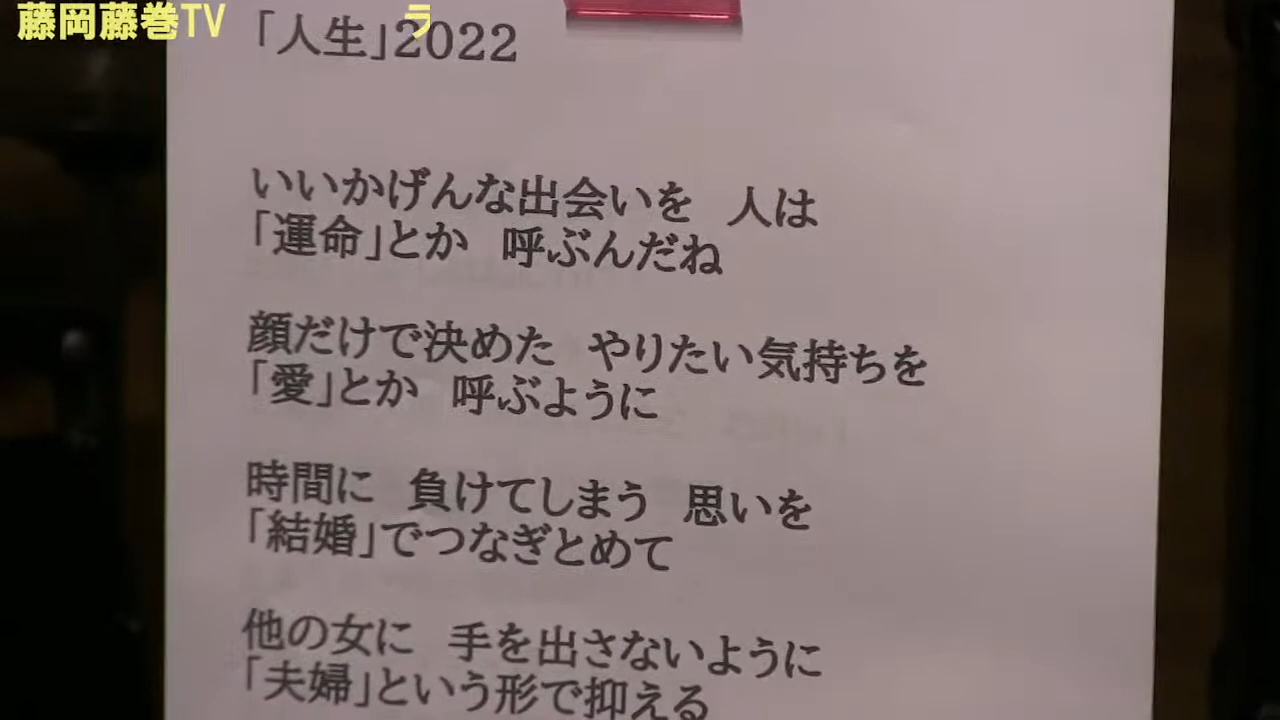 藤岡藤巻TV
ラ
「人生」2022
いいかげんな出会いを　人は
「運命」とか　呼ぶんだね
顔だけで決めた　やりたい気持ちを
「愛」とか　呼ぶように
時間に　負けてしまう　思いを
「結婚」でつなぎとめて
他の女に　手を出さないように
「夫婦」という形で抑える